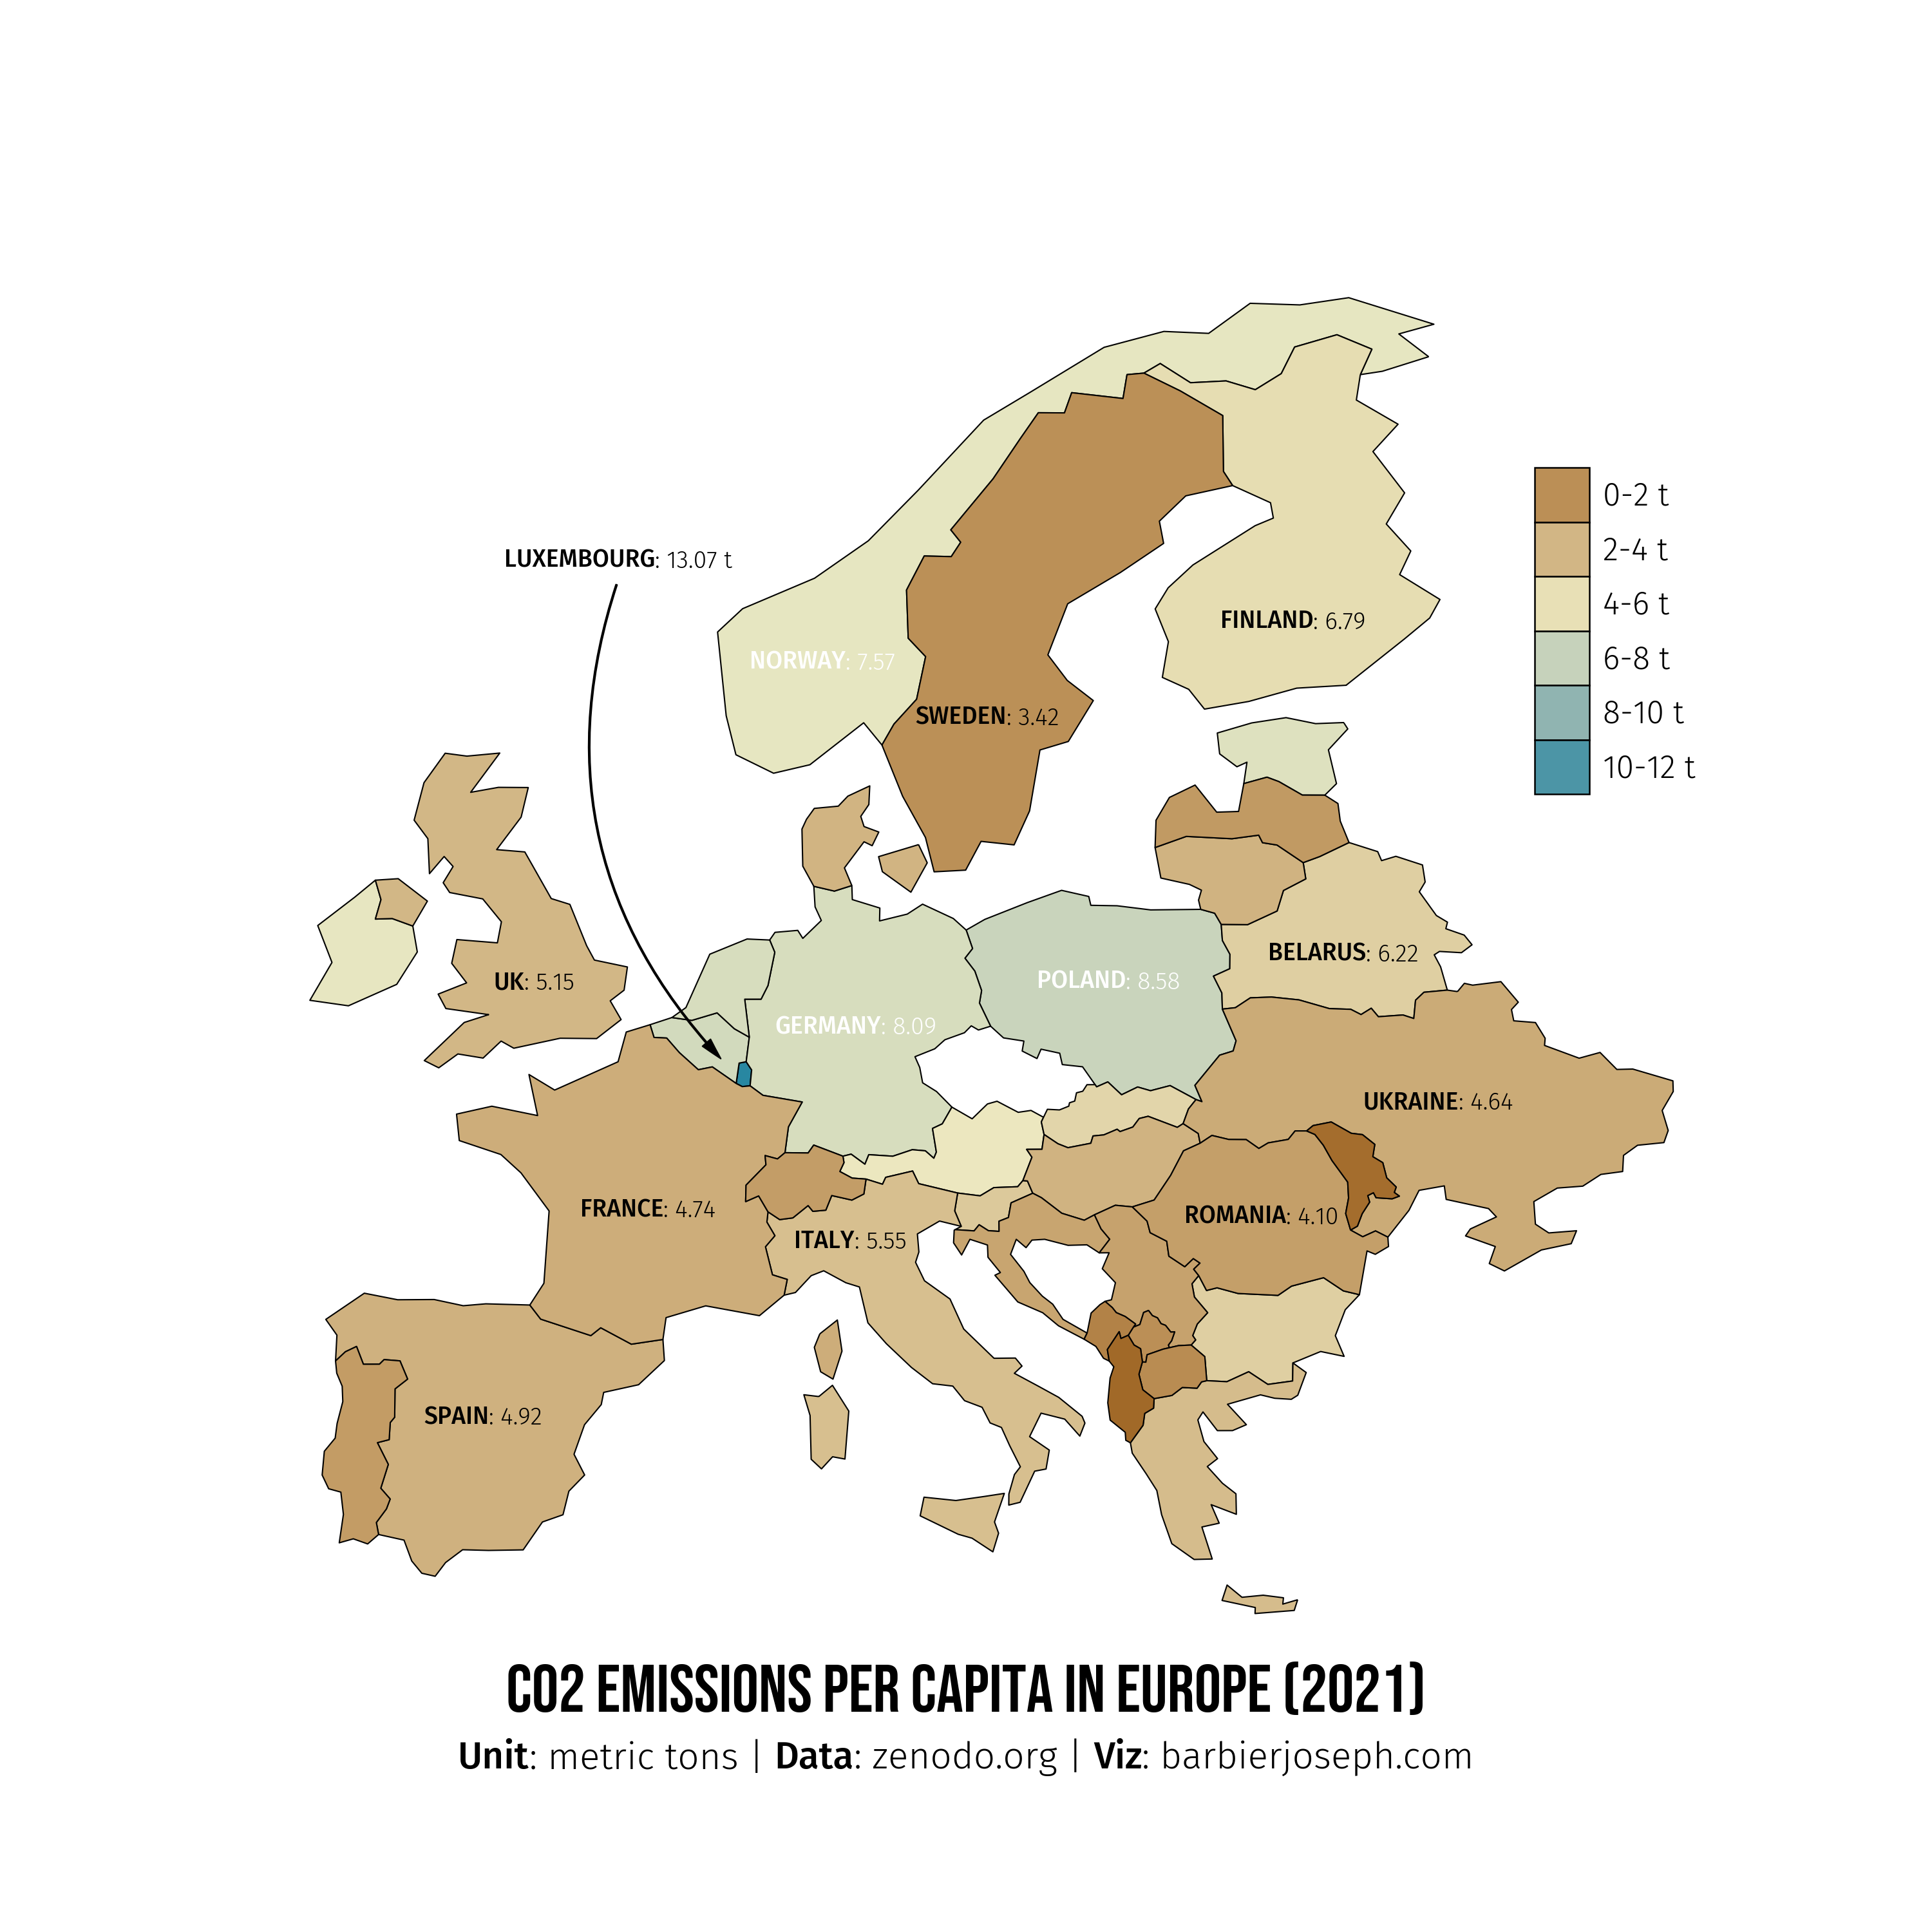 LUXEMBOURG: 13.07 t
0-2 t
2-4 t
4-6 t
6-8 t
8-10 t
10-12 t
FINLAND: 6.79
NORWAY: 7.57
SWEDEN: 3.42
BELARUS: 6.22
UK: 5.15
POLAND: 8.58
GERMANY: 8.09
UKRAINE: 4.64
FRANCE: 4.74
ROMANIA: 4.10
ITALY: 5.55
SPAIN: 4.92
CO2 EMISSIONS PER CAPITA IN EUROPE (2021)
Unit: metric tons | Data: zenodo.org | Viz: barbierjoseph.com